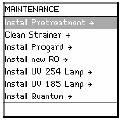 MAINTENANCE
Install Pretreatment →
Clean Strainer →
Install Progard →
Install new RO →
Install UV 254 Lamp →
Install UV 185 Lamp →
Install Quantum →